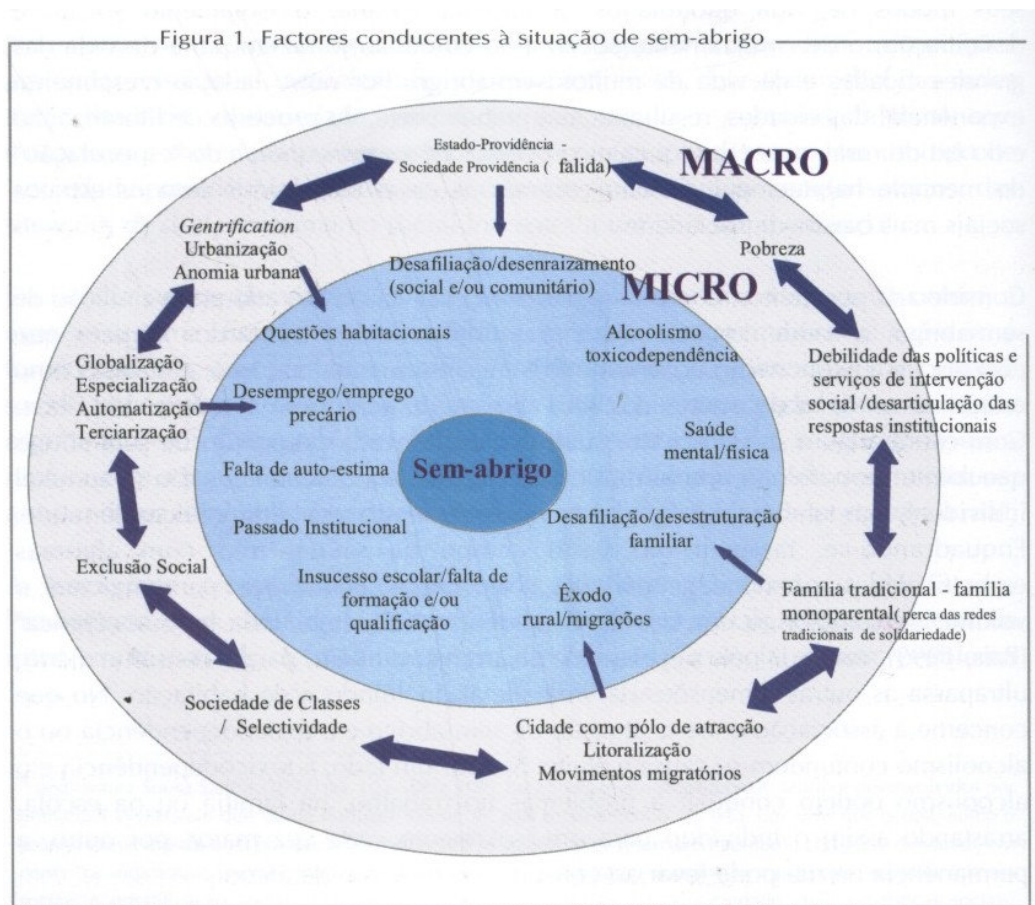 Figura 1. Factores conducentes à situação de sem-abrigo
Estado-Providência -
Sociedade Providência ( falida)
MACRO
Gentrification
Urbanização
Anomia urbana
Pobreza
Desafiliação/desenraizamento
(social e/ou comunitário)
MICRO
Questões habitacionais
Alcoolismo
toxicodependência
Globalização
Especialização
Automatização
Terciarização
Desemprego/emprego
precário
Debilidade das políticas e
serviços de intervenção
social /desarticulação das
respostas institucionais
Saúde
mental/física
Falta de auto-estima
Sem-abrigo
Passado Institucional
Desafiliação/desestruturação
familiar
Exclusão Social
Insucesso escolar/falta de
formação e/ou
qualificação
Êxodo
rural/migrações
Familia tradicional - familia
monoparental ( perca das redes
tradicionais de solidariedade)
Sociedade de Classes
/ Selectividade
Cidade como pólo de atracção
Litoralização
Movimentos migratórios